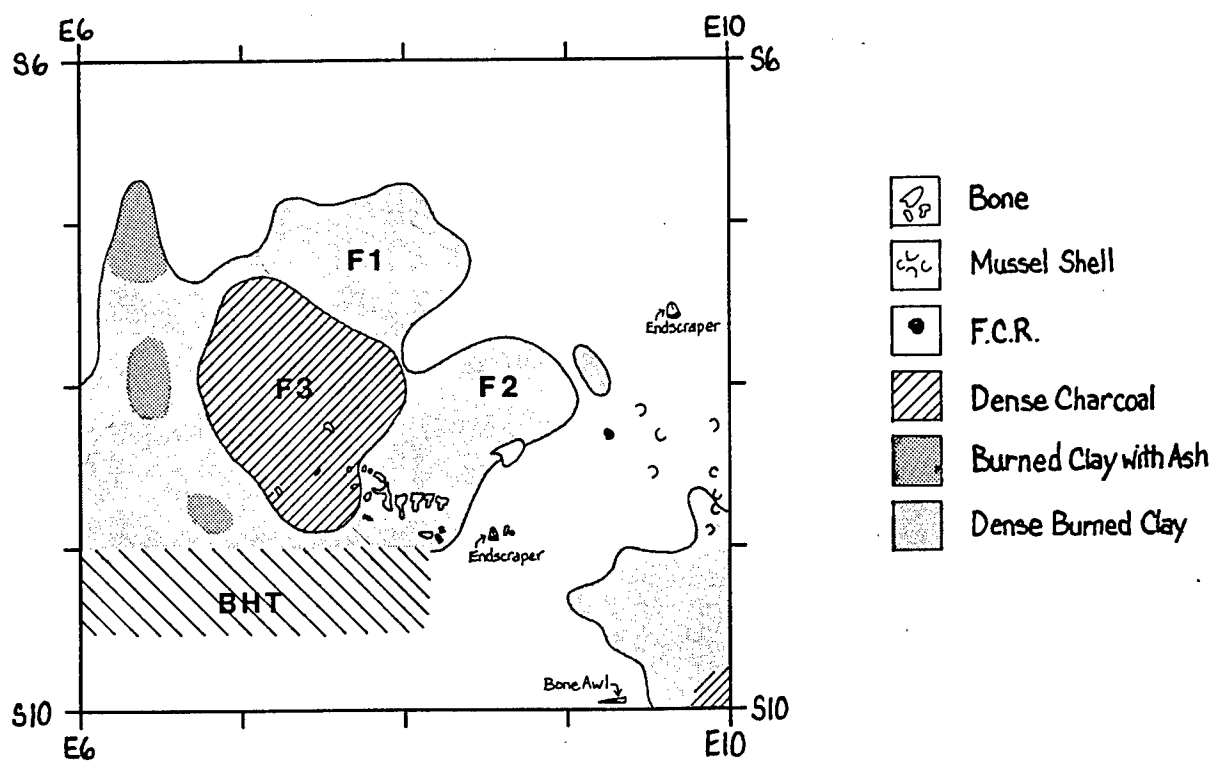 E6
E10
S6
S6
F1
Endscraper
F3
F2
Endscraper
BHT
Bone Awl
S10
S10
E6
E10
Bone
Mussel Shell
F.C.R.
Dense Charcoal
Burned Clay with Ash
Dense Burned Clay